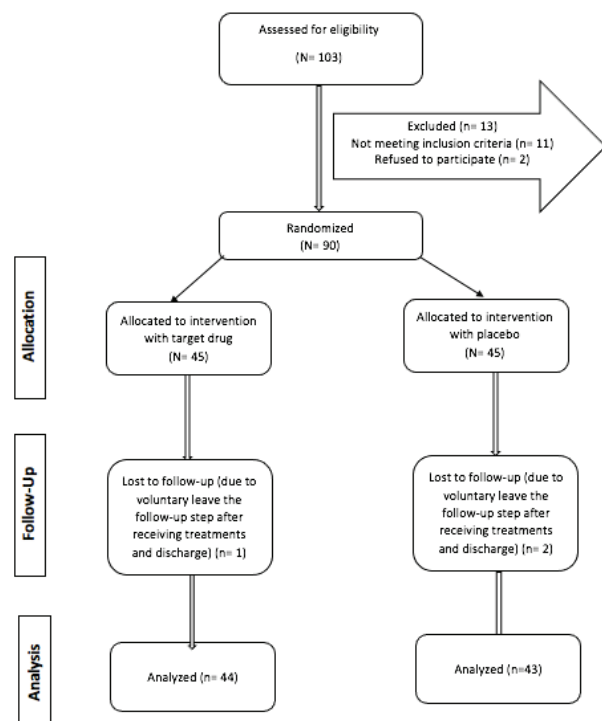 Assessed for eligibility
(N= 103)
Excluded (n= 13)
Not meeting inclusion criteria (n= 11)
Refused to participate (n= 2)
Randomized
(N= 90)
Allocation
Allocated to intervention
with target drug
(N= 45)
Allocated to intervention
with placebo
(N= 45)
Follow-Up
Lost to follow-up (due to
voluntary leave the
follow-up step after
receiving treatments
and discharge) (n= 1)
Lost to follow-up (due to
voluntary leave the
follow-up step after
receiving treatments
and discharge) (n= 2)
Analysis
Analyzed (n= 44)
Analyzed (n=43)